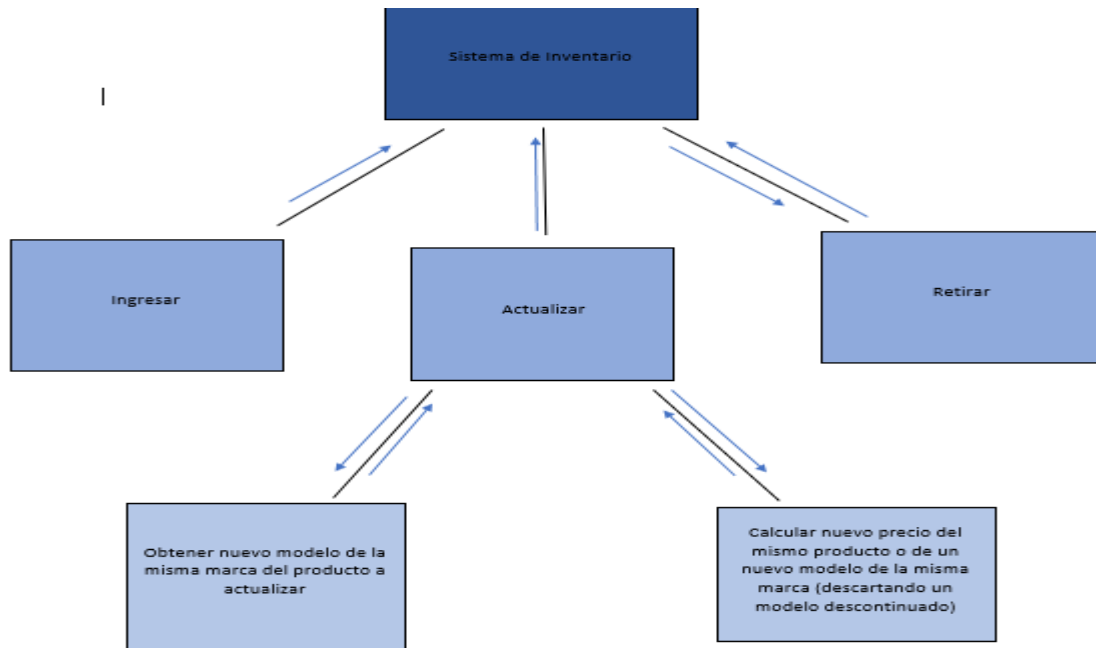 Sistema de Inventario
Ingresar
Actualizar
Retirar
Obtener nuevo modelo de la
misma marca del producto a
actualizar
Calcular nuevo precio del
mismo producto o de un
nuevo modelo de la misma
marca (descartando un
modelo descontinuado)